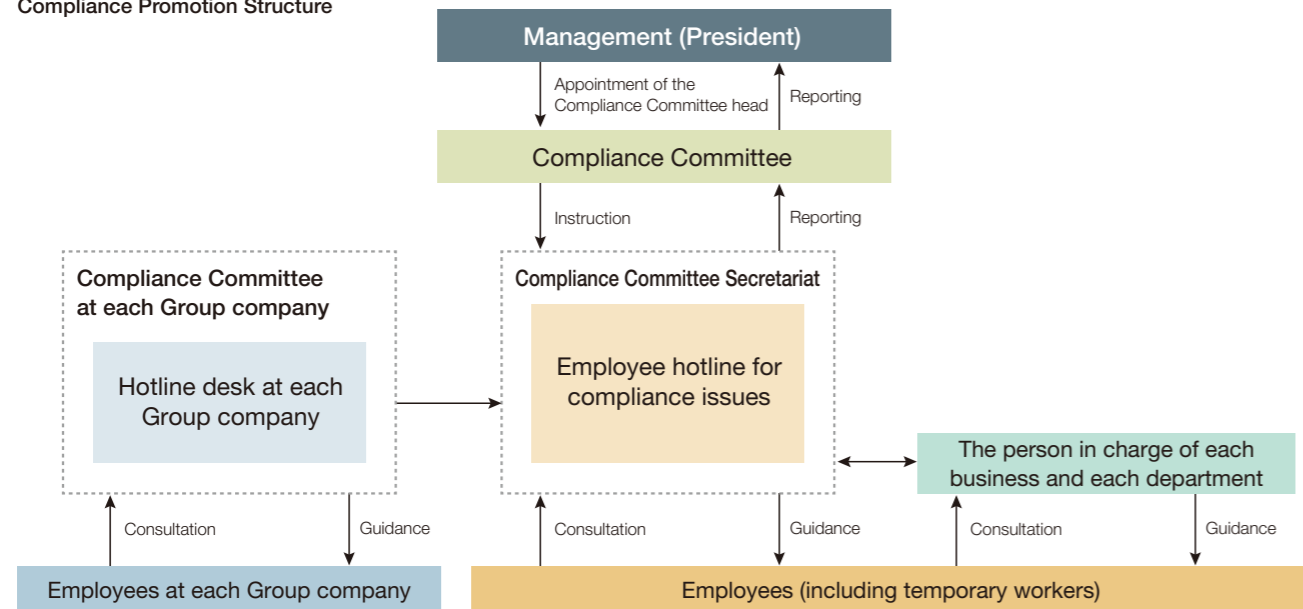 Compliance Promotion Structure
Management (President)
Appointment of the
Compliance Committee head
Reporting
Compliance Committee
Instruction
Reporting
Compliance Committee
at each Group company
Hotline desk at each
Group company
Compliance Committee Secretariat
Employee hotline for
compliance issues
The person in charge of each
business and each department
Consultation
Guidance
Consultation
Guidance
Consultation
Guidance
Employees at each Group company
Employees (including temporary workers)